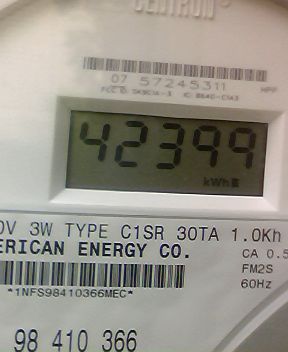 CENTRON®
07 57245311
42399
kWh
0V 3W TYPE C1SR 30TA 1.0Kh
ERICAN ENERGY CO.
CA 0.5
FM2S
60Hz
*1NFS98410366MEC*
98 410 366